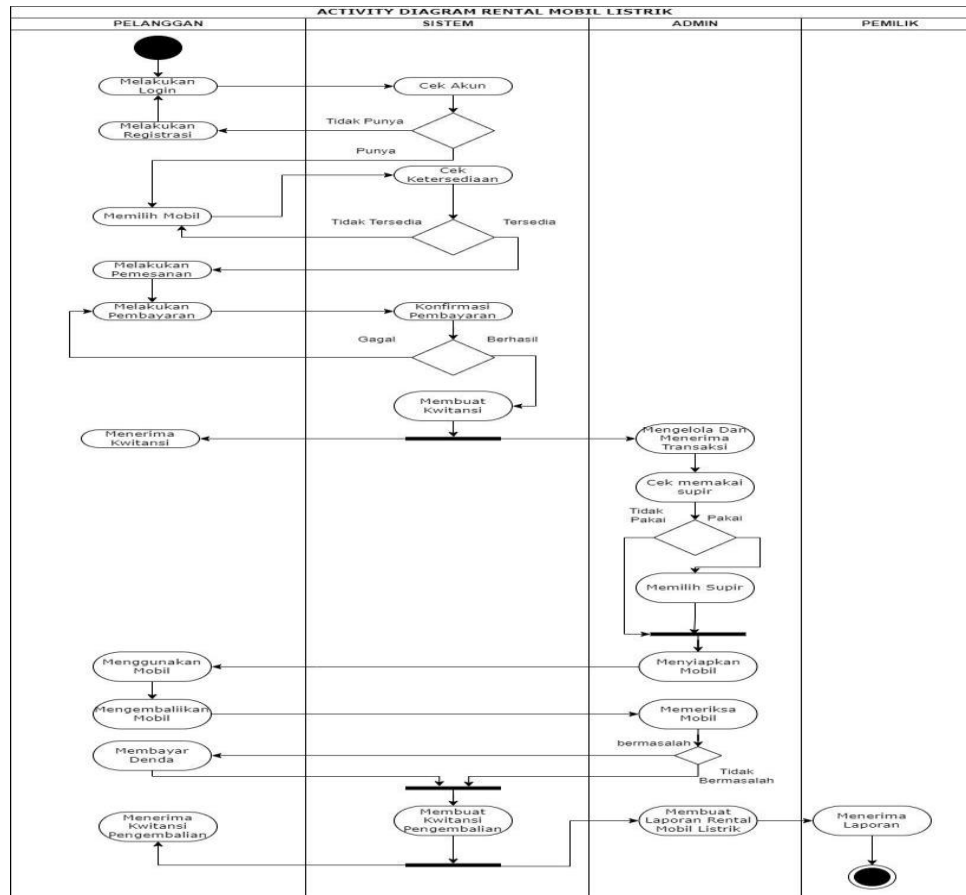 ACTIVITY DIAGRAM RENTAL MOBIL LISTRIK
PELANGGAN
SISTEM
ADMIN
PEMILIK
Melakukan
Login
Cek Akun
Melakukan
Registrasi
Tidak Punya
Punya
Cek
Ketersediaan
Memilih Mobil
Tidak Tersedia
Tersedia
Melakukan
Pemesanan
Melakukan
Pembayaran
Konfirmasi
Pembayaran
Gagal
Berhasil
Membuat
Kwitansi
Menerima
Kwitansi
Mengelola Dan
Menerima
Transaksi
Cek memakai
supir
Tidak
Pakai
Pakai
Memilih Supir
Menggunakan
Mobil
Menyiapkan
Mobil
Mengembaliikan
Mobil
Memeriksa
Mobil
bermasalah
Membayar
Denda
Tidak
Bermasalah
Menerima
Kwitansi
Pengembalian
Membuat
Kwitansi
Pengembalian
Membuat
Laporan Rental
Mobil Listrik
Menerima
Laporan